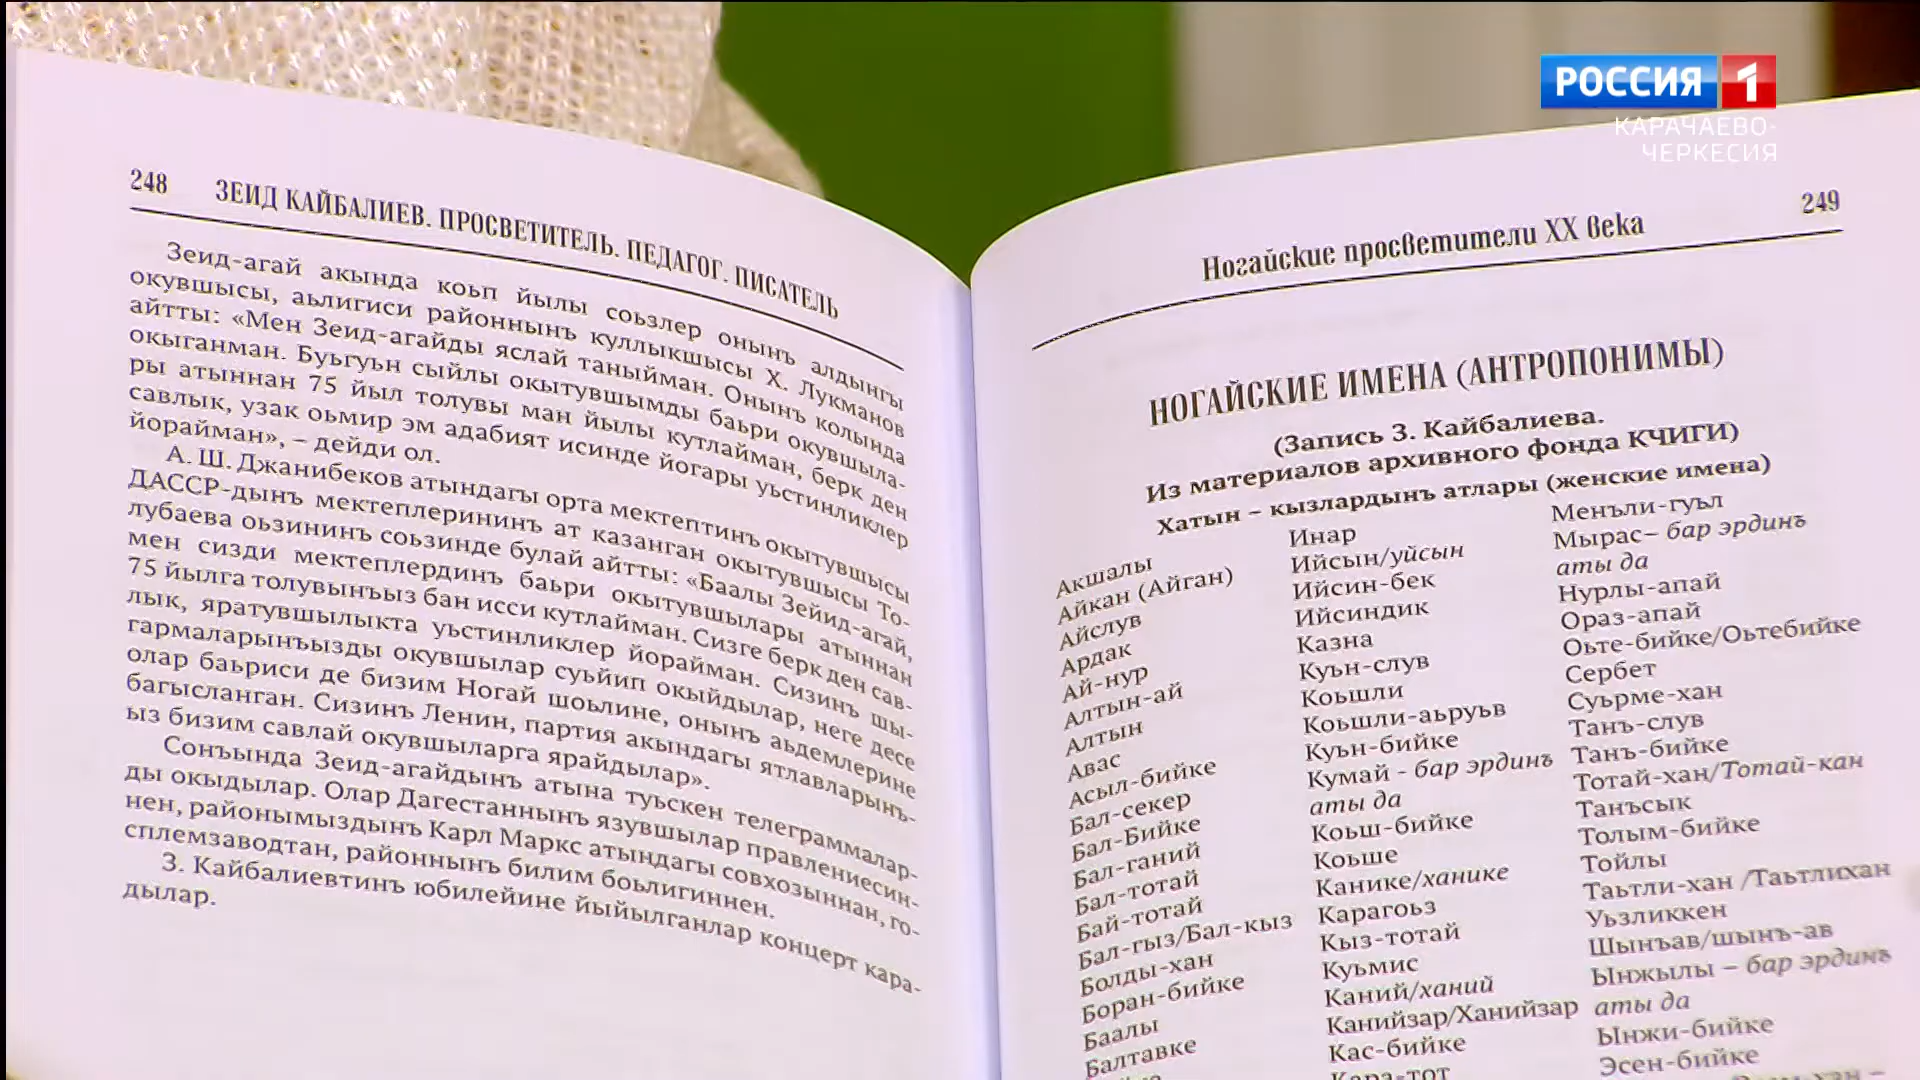 РОССИЯ 1
КАРАЧАЕВО-
ЧЕРКЕСИЯ
248 ЗЕИД КАЙБАЛИЕВ. ПРОСВЕТИТЕЛЬ. ПЕДАГОГ. ПИСАТЕЛЬ
Зеид-агай акында коьп йылы соьзлер онынъ алдынгы
окувшысы, аьлигиси районнынъ куллыкшысы Х. Лукманов
айтты: «Мен Зеид-агайды яслай таныйман. Онынъ колында
окыганман. Буьгуьн сыйлы окытувшымды баьри окувшыла-
ры атыннан 75 йыл толувы ман йылы кутлайман, берк ден
савлык, узак оьмир эм адабият исинде йогары уьстинликлер
йорайман», – дейди ол.
А. Ш. Джанибеков атындагы орта мектептинъ окытувшысы
ДАССР-дынъ мектеплерининъ ат казанган окытувшысы То-
лубаева оьзининъ соьзинде булай айтты: «Баалы Зейид-агай,
мен сизди мектеплердинъ баьри окытувшылары атыннан
75 йылга толувынъыз бан исси кутлайман. Сизге берк ден сав-
лык, яратувшылыкта уьстинликлер йорайман. Сизинъ шы-
гармаларынъызды окувшылар суьйип окыйдылар, неге десе
олар баьриси де бизим Ногай шоьлине, онынъ аьдемлерине
багысланган. Сизинъ Ленин, партия акындагы ятлавларынъ-
ыз бизим савлай окувшыларга ярайдылар».
Сонъында Зеид-агайдынъ атына туьскен телеграммалар-
ды окыдылар. Олар Дагестаннынъ язувшылар правлениесин-
нен, районымыздынъ Карл Маркс атындагы совхозыннан, го-
сплемзаводтан, районнынъ билим боьлигиннен.
З. Кайбалиевтинъ юбилейине йыйылганлар концерт кара-
дылар.
Ногайские просветители XX века 249
НОГАЙСКИЕ ИМЕНА (АНТРОПОНИМЫ)
(Запись З. Кайбалиева.
Из материалов архивного фонда КЧИГИ)
Хатын – кызлардынъ атлары (женские имена)
Акшалы
Айкан (Айган)
Айслув
Ардак
Ай-нур
Алтын-ай
Алтын
Авас
Асыл-бийке
Бал-секер
Бал-Бийке
Бал-ганий
Бал-тотай
Бай-тотай
Бал-гыз/Бал-кыз
Болды-хан
Боран-бийке
Баалы
Балтавке
Инар
Ийсын/уйсын
Ийсин-бек
Ийсиндик
Казна
Куьн-слув
Коьшли
Коьшли-аьруьв
Куьн-бийке
Кумай - бар эрдинъ
аты да
Коьш-бийке
Коьше
Канике/ханике
Карагоьз
Кыз-тотай
Куьмис
Каний/ханий
Канийзар/Ханийзар
Кас-бийке
Кара-тот
Менъли-гуьл
Мырас– бар эрдинъ
аты да
Нурлы-апай
Ораз-апай
Оьте-бийке/Оьтебийке
Сербет
Суьрме-хан
Танъ-слув
Танъ-бийке
Тотай-хан/Тотай-кан
Танъсык
Толым-бийке
Тойлы
Таьтли-хан /Таьтлихан
Уьзликкен
Шынъав/шынъ-ав
Ынжылы – бар эрдинъ
аты да
Ынжи-бийке
Эсен-бийке